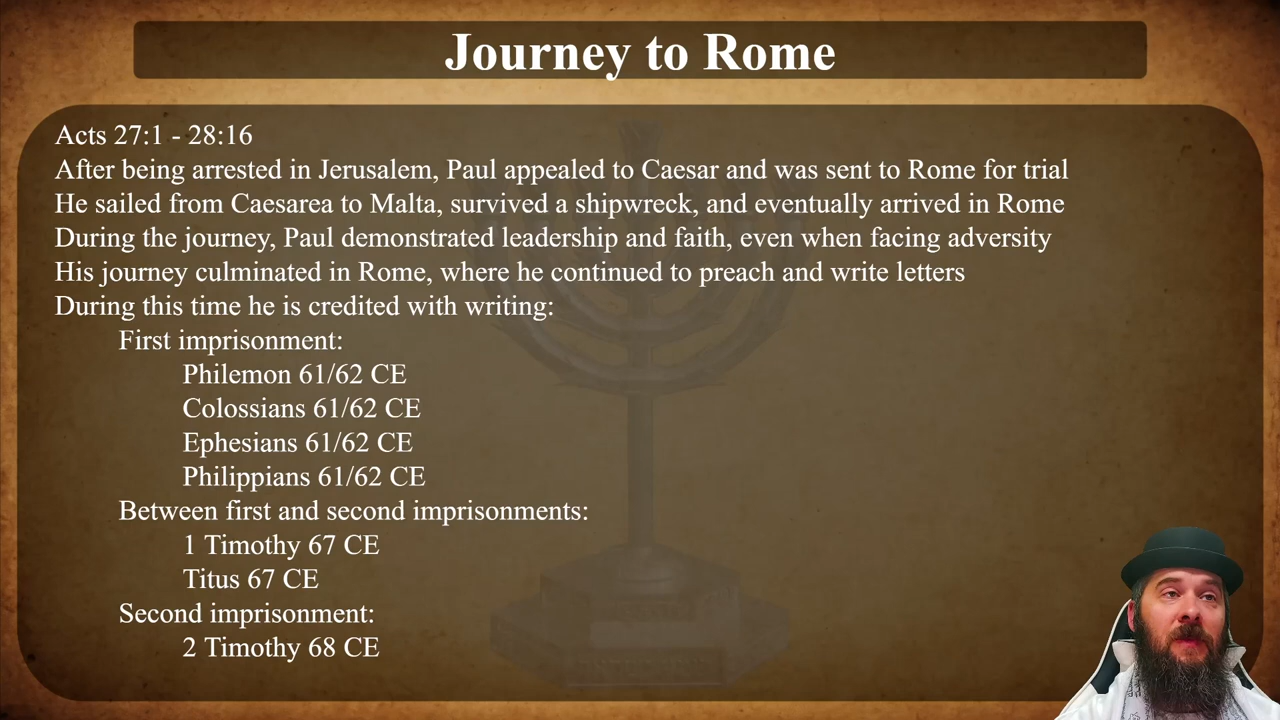 Journey to Rome
Acts 27:1 - 28:16
After being arrested in Jerusalem, Paul appealed to Caesar and was sent to Rome for trial
He sailed from Caesarea to Malta, survived a shipwreck, and eventually arrived in Rome
During the journey, Paul demonstrated leadership and faith, even when facing adversity
His journey culminated in Rome, where he continued to preach and write letters
During this time he is credited with writing:
First imprisonment:
Philemon 61/62 CE
Colossians 61/62 CE
Ephesians 61/62 CE
Philippians 61/62 CE
Between first and second imprisonments:
1 Timothy 67 CE
Titus 67 CE
Second imprisonment:
2 Timothy 68 CE